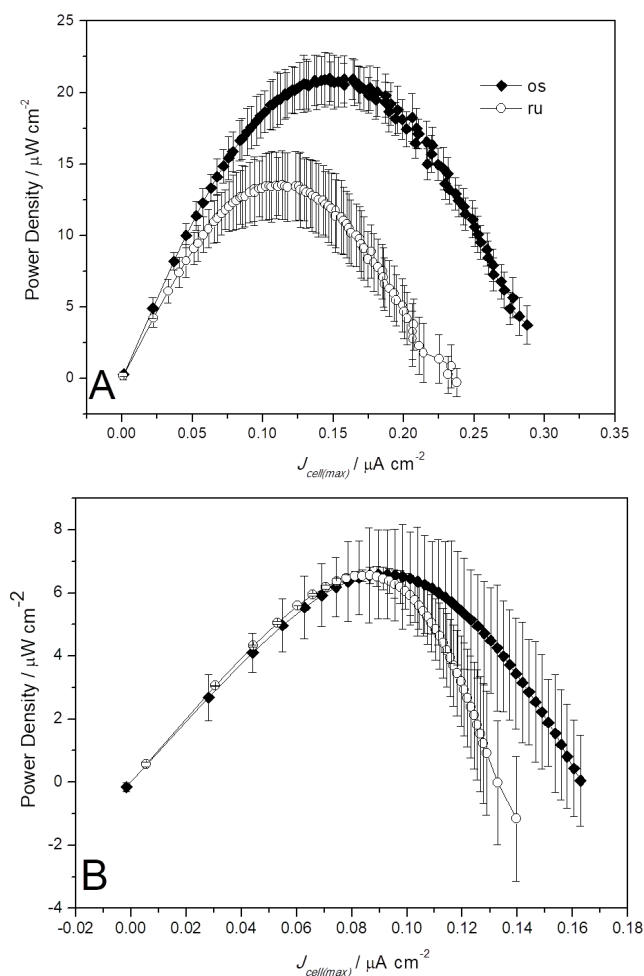 25
20
15
10
5
0
Power Density / μW cm⁻²
os
ru
A
0.00 0.05 0.10 0.15 0.20 0.25 0.30 0.35
J cell(max) / μA cm⁻²
8
6
4
2
0
-2
-4
Power Density / μW cm⁻²
B
-0.02 0.00 0.02 0.04 0.06 0.08 0.10 0.12 0.14 0.16 0.18
J cell(max) / μA cm⁻²